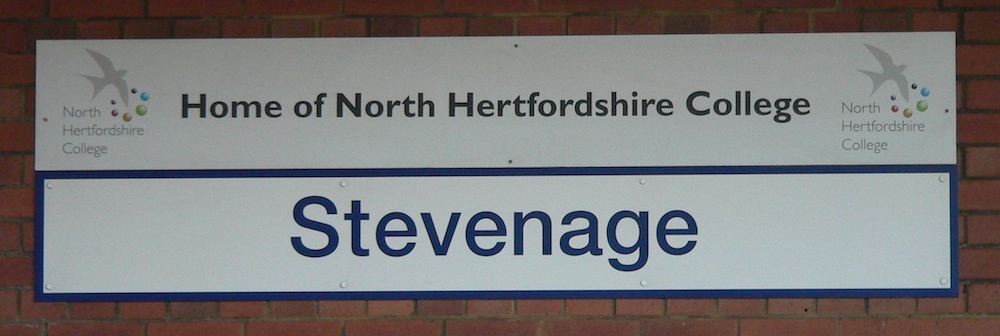 North
Hertfordshire
College
Home of North Hertfordshire College
North
Hertfordshire
College
Stevenage